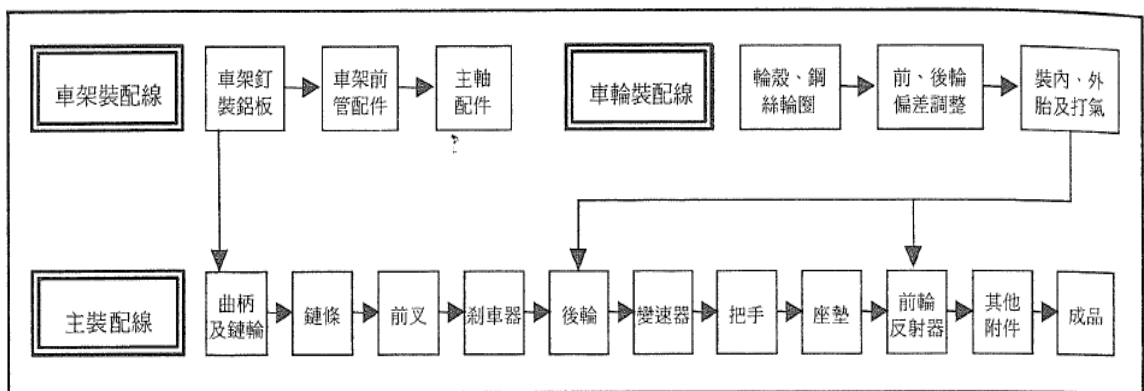 車架裝配線
車架釘
裝鋁板
車架前
管配件
主軸
配件
車輪裝配線
輪殼、鋼
絲輪圈
前、後輪
偏差調整
裝內、外
胎及打氣
主裝配線
曲柄
及鏈輪
鏈條
前叉
剎車器
後輪
變速器
把手
座墊
前輪
反射器
其他
附件
成品